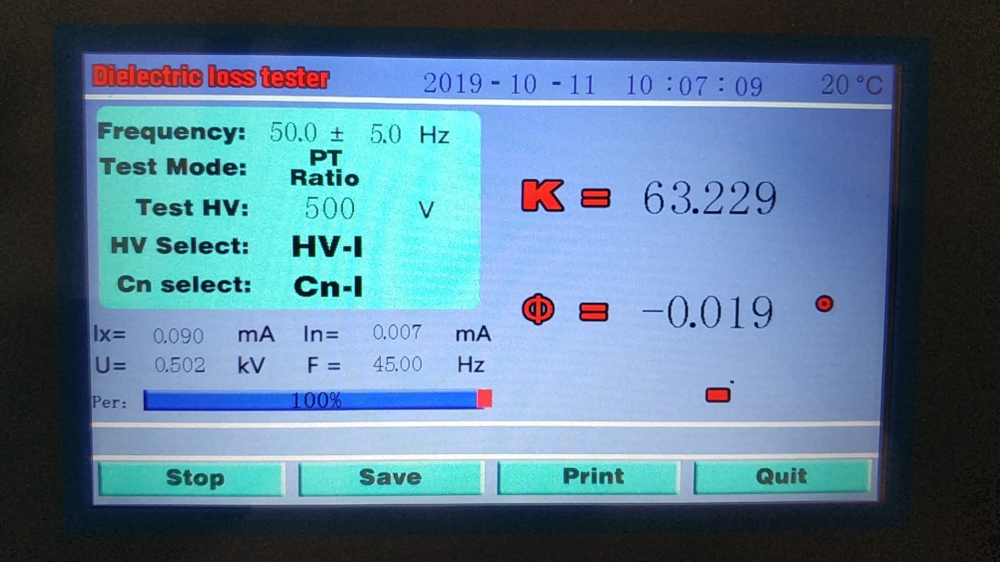 Dielectric loss tester 2019-10-11 10:07:09 20°C
Frequency: 50.0 ± 5.0 Hz
Test Mode: PT Ratio
Test HV: 500 V
HV Select: HV-I
Cn select: Cn-I
K = 63.229
Φ = -0.019 °
-
Ix= 0.090 mA In= 0.007 mA
U= 0.502 kV F = 45.00 Hz
Per: 100%
Stop Save Print Quit